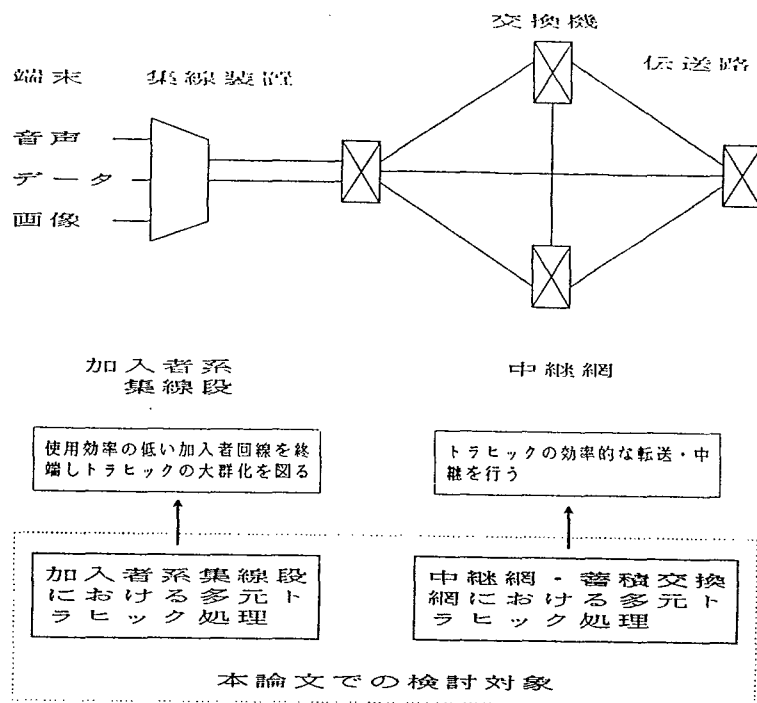 交換機
端末 集線装置 伝送路
音声
データ
画像
加入者系
集線段
中継網
使用効率の低い加入者回線を終
端しトラヒックの大群化を図る
トラヒックの効率的な転送・中
継を行う
加入者系集線段
における多元ト
ラヒック処理
中継網・蓄積交換
網における多元ト
ラヒック処理
本論文での検討対象